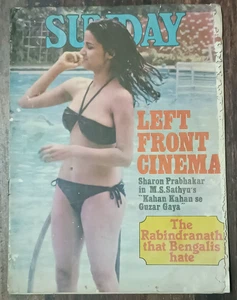 SUNDAY
LEFT
FRONT
CINEMA
Sharon Prabhakar
in M.S. Sathyu's
"Kahan Kahan se
Guzar Gaya"
The
Rabindranath
that Bengalis
hate